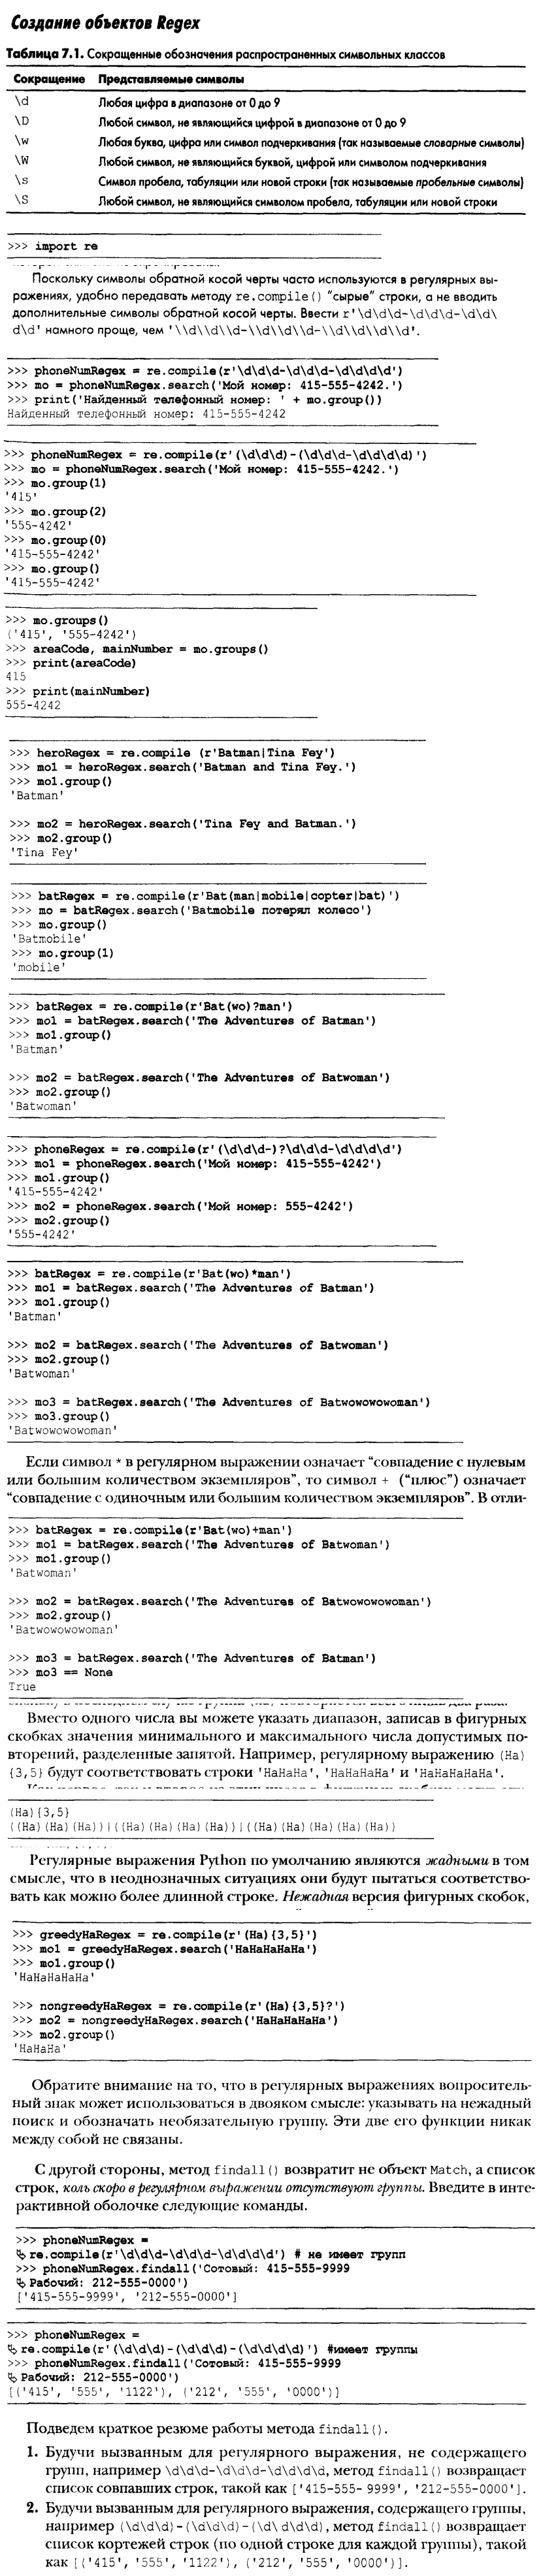 Создание объектов Regex
Таблица 7.1. Сокращенные обозначения распространенных символьных классов
Сокращение Представляемые символы
\d Любая цифра в диапазоне от 0 до 9
\D Любой символ, не являющийся цифрой в диапазоне от 0 до 9
\w Любая буква, цифра или символ подчеркивания (так называемые словарные символы)
\W Любой символ, не являющийся буквой, цифрой или символом подчеркивания
\s Символ пробела, табуляции или новой строки (так называемые пробельные символы)
\S Любой символ, не являющийся символом пробела, табуляции или новой строки
>>> import re
Поскольку символы обратной косой черты часто используются в регулярных вы-
ражениях, удобно передавать методу re.compile() "сырые" строки, а не вводить
дополнительные символы обратной косой черты. Ввести r'\d\d\d-\d\d\d-\d\d\
d\d' намного проще, чем '\\d\\d\\d-\\d\\d\\d-\\d\\d\\d\\d'.
>>> phoneNumRegex = re.compile(r'\d\d\d-\d\d\d-\d\d\d\d')
>>> mo = phoneNumRegex.search('Мой номер: 415-555-4242.')
>>> print('Найденный телефонный номер: ' + mo.group())
Найденный телефонный номер: 415-555-4242
>>> phoneNumRegex = re.compile(r'(\d\d\d)-(\d\d\d-\d\d\d\d)')
>>> mo = phoneNumRegex.search('Мой номер: 415-555-4242.')
>>> mo.group(1)
'415'
>>> mo.group(2)
'555-4242'
>>> mo.group(0)
'415-555-4242'
>>> mo.group()
'415-555-4242'
>>> mo.groups()
('415', '555-4242')
>>> areaCode, mainNumber = mo.groups()
>>> print(areaCode)
415
>>> print(mainNumber)
555-4242
>>> heroRegex = re.compile (r'Batman|Tina Fey')
>>> mo1 = heroRegex.search('Batman and Tina Fey.')
>>> mo1.group()
'Batman'
>>> mo2 = heroRegex.search('Tina Fey and Batman.')
>>> mo2.group()
'Tina Fey'
>>> batRegex = re.compile(r'Bat(man|mobile|copter|bat)')
>>> mo = batRegex.search('Batmobile потерял колесо')
>>> mo.group()
'Batmobile'
>>> mo.group(1)
'mobile'
>>> batRegex = re.compile(r'Bat(wo)?man')
>>> mo1 = batRegex.search('The Adventures of Batman')
>>> mo1.group()
'Batman'
>>> mo2 = batRegex.search('The Adventures of Batwoman')
>>> mo2.group()
'Batwoman'
>>> phoneRegex = re.compile(r'(\d\d\d-)?\d\d\d-\d\d\d\d')
>>> mo1 = phoneRegex.search('Мой номер: 415-555-4242')
>>> mo1.group()
'415-555-4242'
>>> mo2 = phoneRegex.search('Мой номер: 555-4242')
>>> mo2.group()
'555-4242'
>>> batRegex = re.compile(r'Bat(wo)*man')
>>> mo1 = batRegex.search('The Adventures of Batman')
>>> mo1.group()
'Batman'
>>> mo2 = batRegex.search('The Adventures of Batwoman')
>>> mo2.group()
'Batwoman'
>>> mo3 = batRegex.search('The Adventures of Batwowowowoman')
>>> mo3.group()
'Batwowowowoman'
Если символ * в регулярном выражении означает "совпадение с нулевым
или большим количеством экземпляров", то символ + ("плюс") означает
"совпадение с одиночным или большим количеством экземпляров". В отли-
>>> batRegex = re.compile(r'Bat(wo)+man')
>>> mo1 = batRegex.search('The Adventures of Batwoman')
>>> mo1.group()
'Batwoman'
>>> mo2 = batRegex.search('The Adventures of Batwowowowoman')
>>> mo2.group()
'Batwowowowoman'
>>> mo3 = batRegex.search('The Adventures of Batman')
>>> mo3 == None
True
Вместо одного числа вы можете указать диапазон, записав в фигурных
скобках значения минимального и максимального числа допустимых по-
вторений, разделенные запятой. Например, регулярному выражению (Ha)
{3,5} будут соответствовать строки 'HaHaHa', 'HaHaHaHa' и 'HaHaHaHaHa'.
(Ha){3,5}
((Ha)(Ha)(Ha))|((Ha)(Ha)(Ha)(Ha))|((Ha)(Ha)(Ha)(Ha)(Ha))
Регулярные выражения Python по умолчанию являются жадными в том
смысле, что в неоднозначных ситуациях они будут пытаться соответство-
вать как можно более длинной строке. Нежадная версия фигурных скобок,
>>> greedyHaRegex = re.compile(r'(Ha){3,5}')
>>> mo1 = greedyHaRegex.search('HaHaHaHaHa')
>>> mo1.group()
'HaHaHaHaHa'
>>> nongreedyHaRegex = re.compile(r'(Ha){3,5}?')
>>> mo2 = nongreedyHaRegex.search('HaHaHaHaHa')
>>> mo2.group()
'HaHaHa'
Обратите внимание на то, что в регулярных выражениях вопроситель-
ный знак может использоваться в двояком смысле: указывать на нежадный
поиск и обозначать необязательную группу. Эти две его функции никак
между собой не связаны.
С другой стороны, метод findall() возвратит не объект Match, а список
строк, коль скоро в регулярном выражении отсутствуют группы. Введите в инте-
рактивной оболочке следующие команды.
>>> phoneNumRegex =
↪ re.compile(r'\d\d\d-\d\d\d-\d\d\d\d') # не имеет групп
>>> phoneNumRegex.findall('Сотовый: 415-555-9999
↪ Рабочий: 212-555-0000')
['415-555-9999', '212-555-0000']
>>> phoneNumRegex =
↪ re.compile(r'(\d\d\d)-(\d\d\d)-(\d\d\d\d)') #имеет группы
>>> phoneNumRegex.findall('Сотовый: 415-555-9999
↪ Рабочий: 212-555-0000')
[('415', '555', '1122'), ('212', '555', '0000')]
Подведем краткое резюме работы метода findall().
1. Будучи вызванным для регулярного выражения, не содержащего
групп, например \d\d\d-\d\d\d-\d\d\d\d, метод findall() возвращает
список совпавших строк, такой как ['415-555- 9999', '212-555-0000'].
2. Будучи вызванным для регулярного выражения, содержащего группы,
например (\d\d\d)-(\d\d\d)-(\d\ d\d\d), метод findall() возвращает
список кортежей строк (по одной строке для каждой группы), такой
как [('415', '555', '1122'), ('212', '555', '0000')].